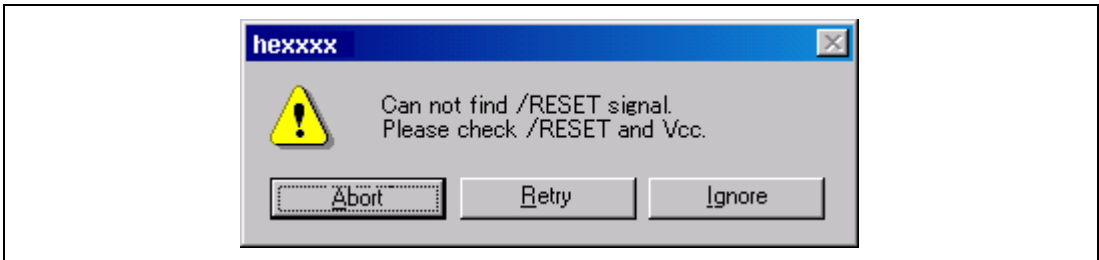 hexxxx
Can not find /RESET signal.
Please check /RESET and Vcc.
Abort Retry Ignore